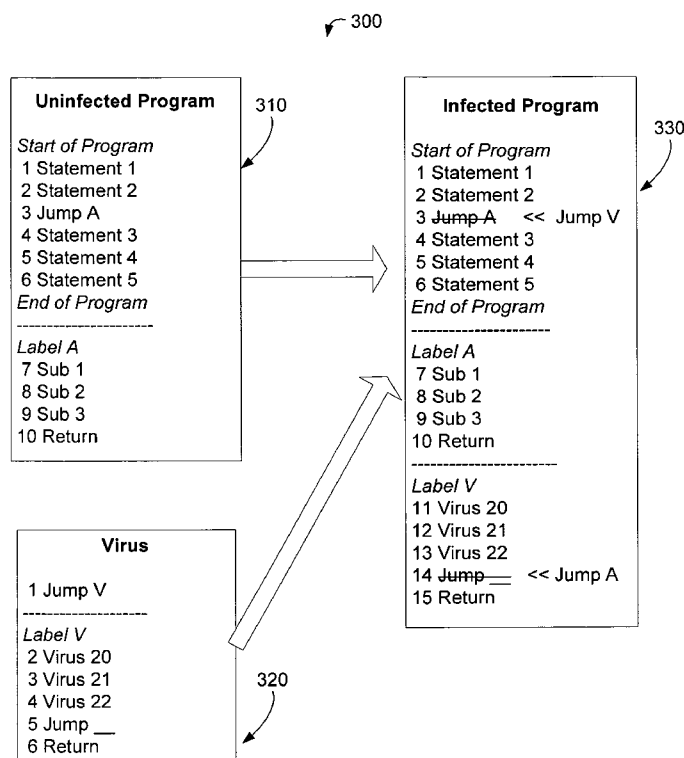 300
Uninfected Program
310
Start of Program
1 Statement 1
2 Statement 2
3 Jump A
4 Statement 3
5 Statement 4
6 Statement 5
End of Program
--------------------
Label A
7 Sub 1
8 Sub 2
9 Sub 3
10 Return
Virus
1 Jump V
--------------------
Label V
2 Virus 20
3 Virus 21
4 Virus 22
5 Jump __
6 Return
320
Infected Program
330
Start of Program
1 Statement 1
2 Statement 2
3 Jump A << Jump V
4 Statement 3
5 Statement 4
6 Statement 5
End of Program
--------------------
Label A
7 Sub 1
8 Sub 2
9 Sub 3
10 Return
--------------------
Label V
11 Virus 20
12 Virus 21
13 Virus 22
14 Jump __ << Jump A
15 Return